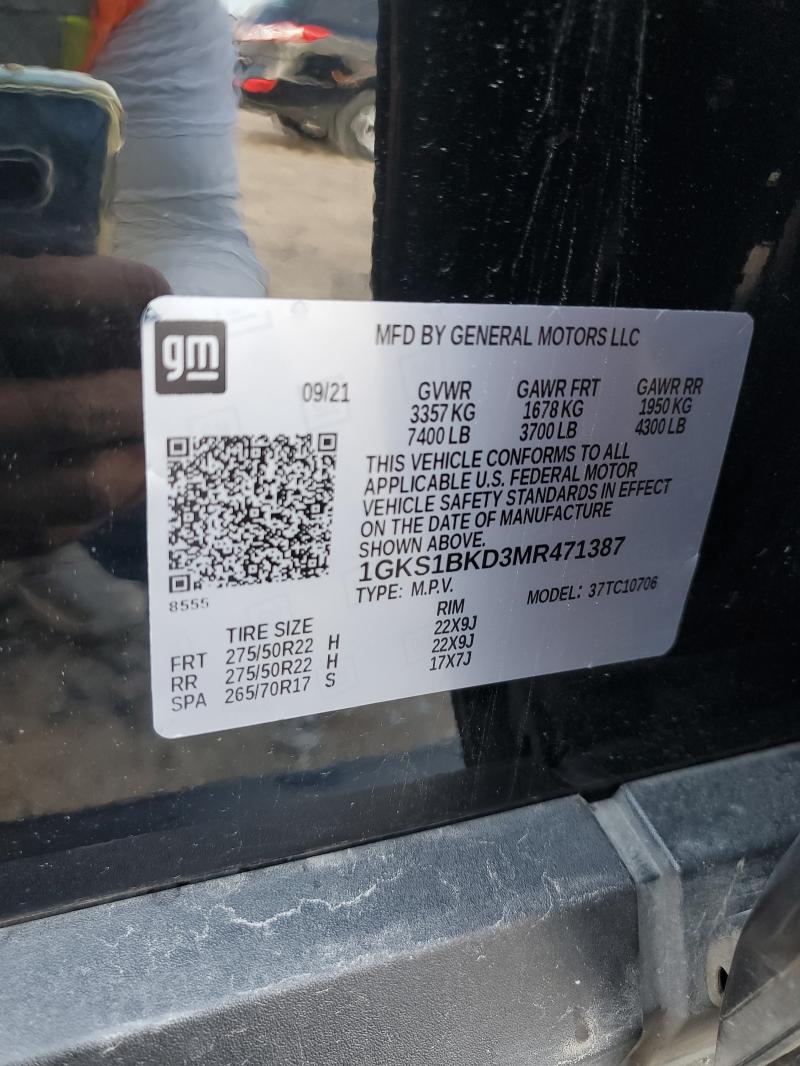 gm
MFD BY GENERAL MOTORS LLC
09/21
GVWR GAWR FRT GAWR RR
3357 KG 1678 KG 1950 KG
7400 LB 3700 LB 4300 LB
THIS VEHICLE CONFORMS TO ALL
APPLICABLE U.S. FEDERAL MOTOR
VEHICLE SAFETY STANDARDS IN EFFECT
ON THE DATE OF MANUFACTURE
SHOWN ABOVE.
1GKS1BKD3MR471387
TYPE: M.P.V. MODEL: 37TC10706
8555
TIRE SIZE RIM
FRT 275/50R22 H 22X9J
RR 275/50R22 H 22X9J
SPA 265/70R17 S 17X7J